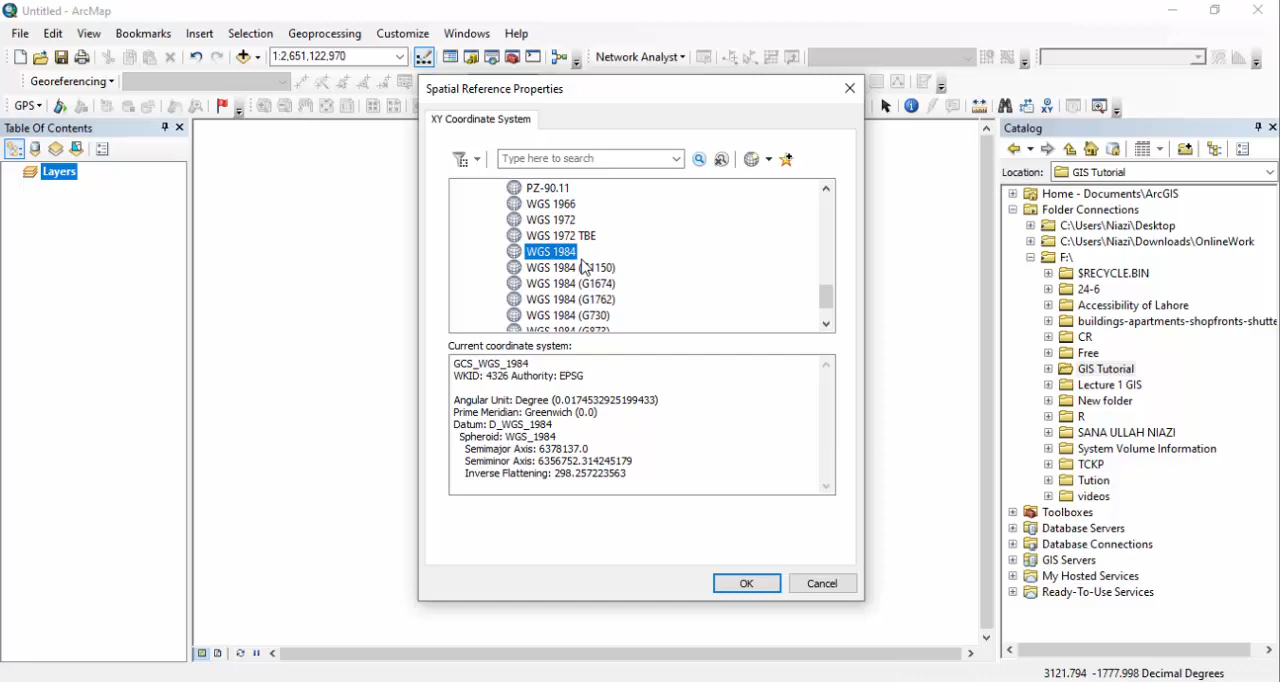 Untitled - ArcMap
File Edit View Bookmarks Insert Selection Geoprocessing Customize Windows Help
1:2,651,122.970
Network Analyst
Georeferencing
GPS
Table Of Contents
Layers
Spatial Reference Properties
XY Coordinate System
Type here to search
PZ-90.11
WGS 1966
WGS 1972
WGS 1972 TBE
WGS 1984
WGS 1984 1150)
WGS 1984 (G1674)
WGS 1984 (G1762)
WGS 1984 (G730)
WGS 1984 (G873)
Current coordinate system:
GCS_WGS_1984
WKID: 4326 Authority: EPSG
Angular Unit: Degree (0.0174532925199433)
Prime Meridian: Greenwich (0.0)
Datum: D_WGS_1984
Spheroid: WGS_1984
Semimajor Axis: 6378137.0
Semiminor Axis: 6356752.314245179
Inverse Flattening: 298.257223563
OK Cancel
Catalog
Location: GIS Tutorial
Home - Documents\ArcGIS
Folder Connections
C:\Users\Niazi\Desktop
C:\Users\Niazi\Downloads\OnlineWork
F:\
$RECYCLE.BIN
24-6
Accessibility of Lahore
buildings-apartments-shopfronts-shutte
CR
Free
GIS Tutorial
Lecture 1 GIS
New folder
R
SANA ULLAH NIAZI
System Volume Information
TCKP
Tution
videos
Toolboxes
Database Servers
Database Connections
GIS Servers
My Hosted Services
Ready-To-Use Services
3121.794 -1777.998 Decimal Degrees